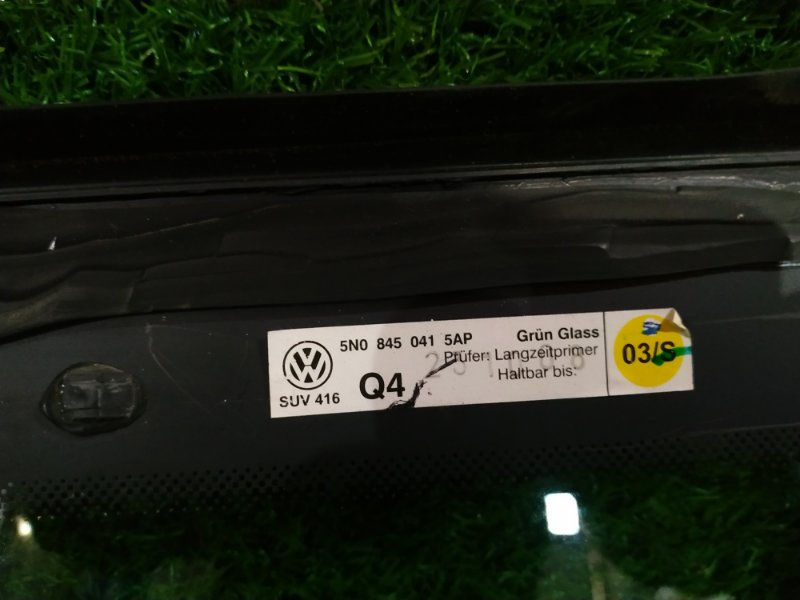 5N0 845 041 5AP Grün Glass
Prüfer: Langzeitprimer
Haltbar bis:
SUV 416 Q4
03/S